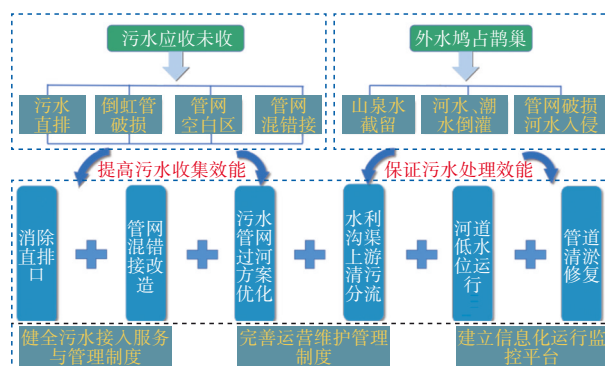 污水应收未收
外水鸠占鹊巢
污水
直排
倒虹管
破损
管网
空白区
管网
混错接
山泉水
截留
河水、潮
水倒灌
管网破损
河水入侵
提高污水收集效能
保证污水处理效能
消除
直排
口
管网
混错
接改
造
污水
管网
过河
方案
优化
水利
沟渠
上游
清污
分流
河道
低水
位运
行
管道
清淤
修复
健全污水接入服务
与管理制度
完善运营维护管理
制度
建立信息化运行监
控平台